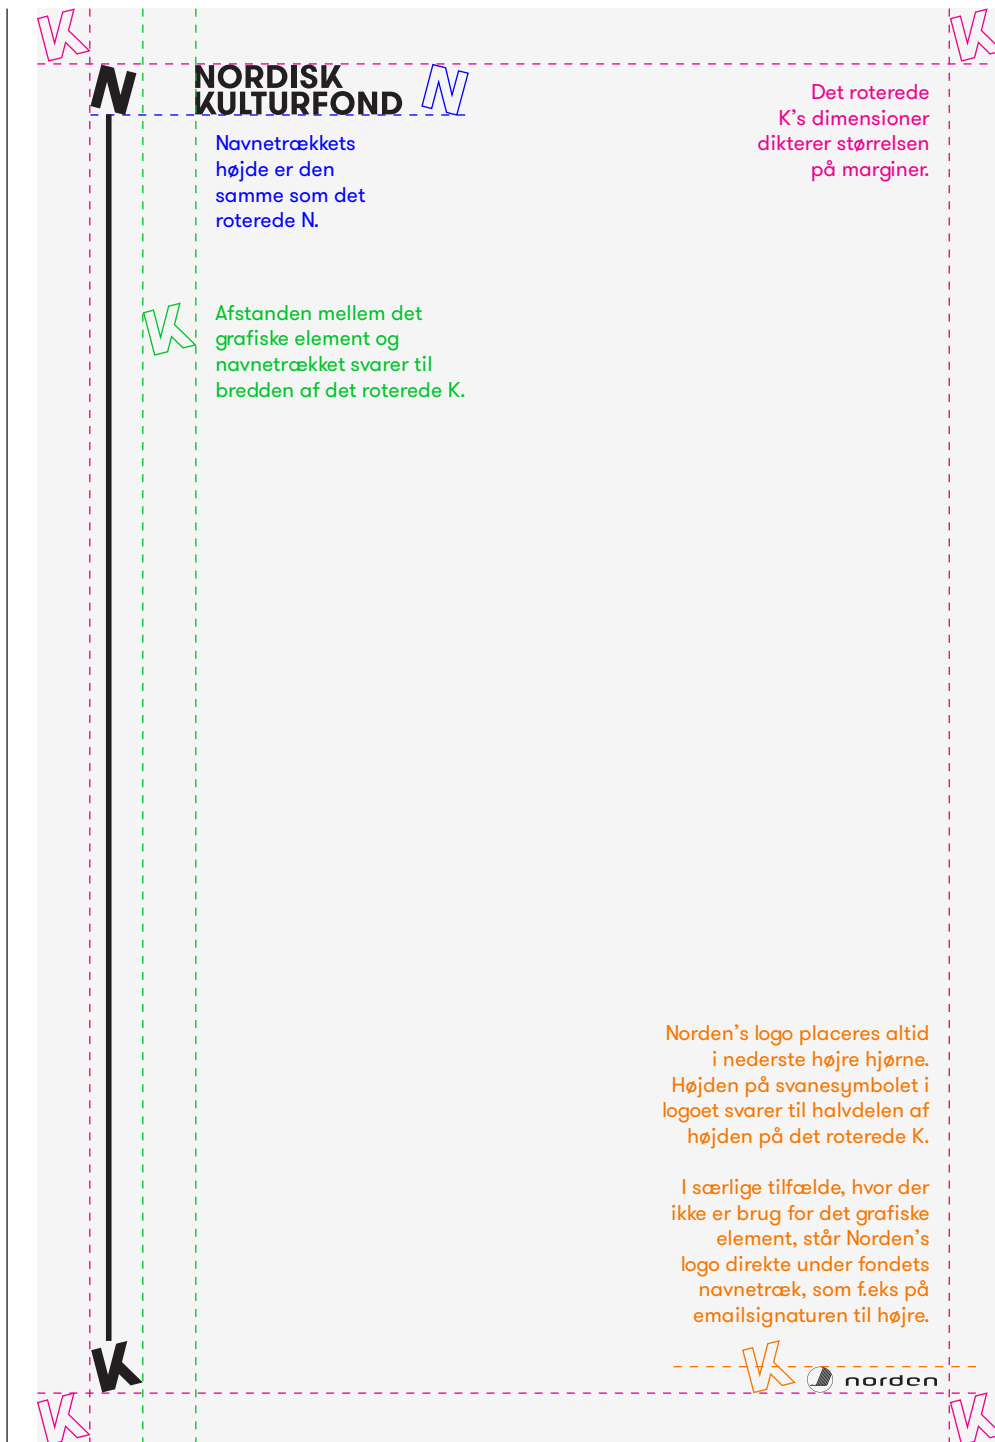 K
K
N
NORDISK
KULTURFOND
N
Det roterede
K’s dimensioner
dikterer størrelsen
på marginer.
Navnetrækkets
højde er den
samme som det
roterede N.
K
Afstanden mellem det
grafiske element og
navnetrækket svarer til
bredden af det roterede K.
Norden’s logo placeres altid
i nederste højre hjørne.
Højden på svanesymbolet i
logoet svarer til halvdelen af
højden på det roterede K.
I særlige tilfælde, hvor der
ikke er brug for det grafiske
element, står Norden’s
logo direkte under fondets
navnetræk, som f.eks på
emailsignaturen til højre.
K
K
norden
K
K